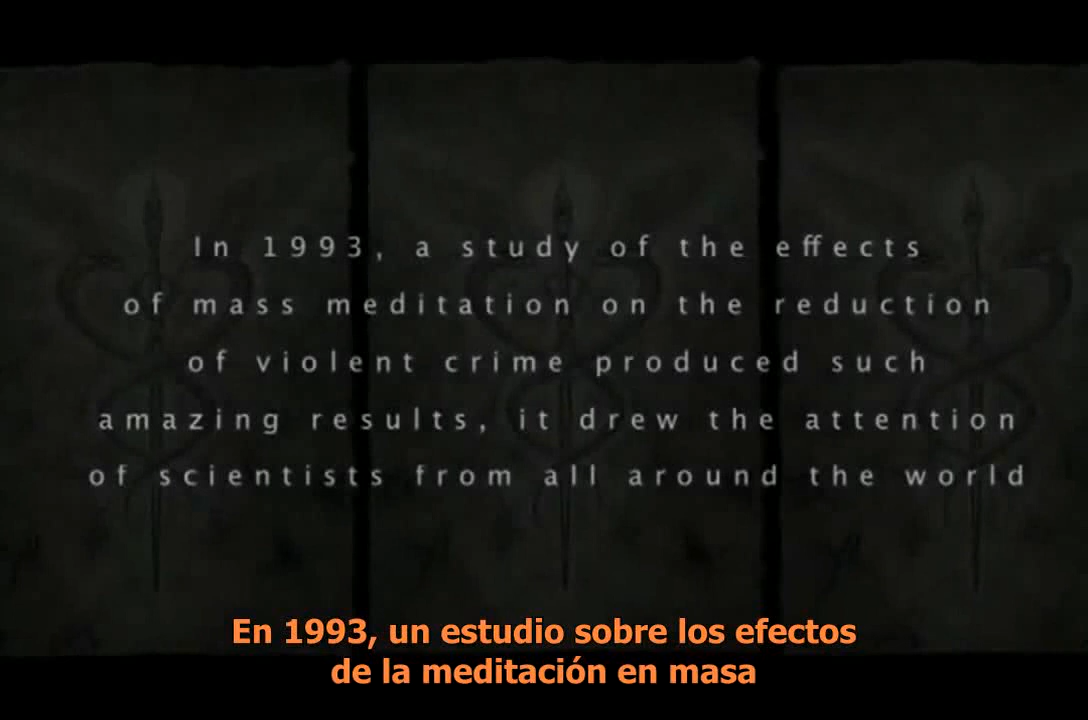 In 1993, a study of the effects
of mass meditation on the reduction
of violent crime produced such
amazing results, it drew the attention
of scientists from all around the world
En 1993, un estudio sobre los efectos
de la meditación en masa